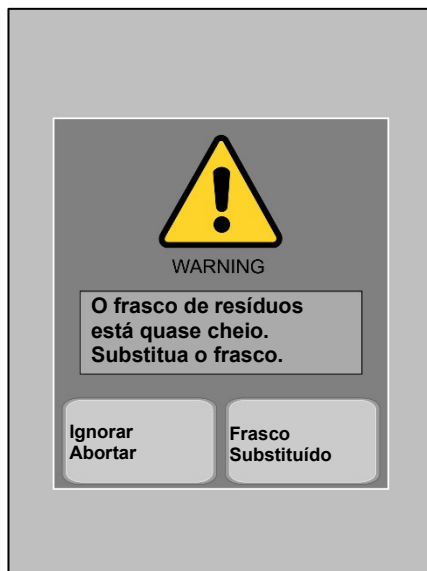 WARNING
O frasco de resíduos
está quase cheio.
Substitua o frasco.
Ignorar
Abortar
Frasco
Substituído